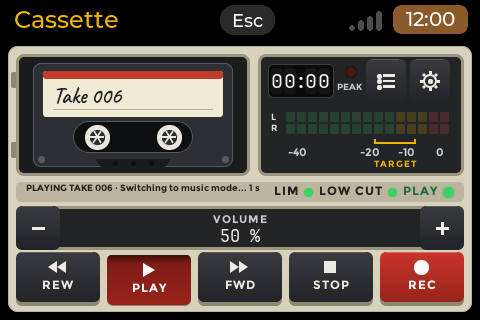 Cassette
Esc
12:00
Take 006
00:00
PEAK
L
R
-40 -20 -10 0
TARGET
PLAYING TAKE 006 · Switching to music mode... 1 s
LIM LOW CUT PLAY
VOLUME
− 50 % +
REW PLAY FWD STOP REC